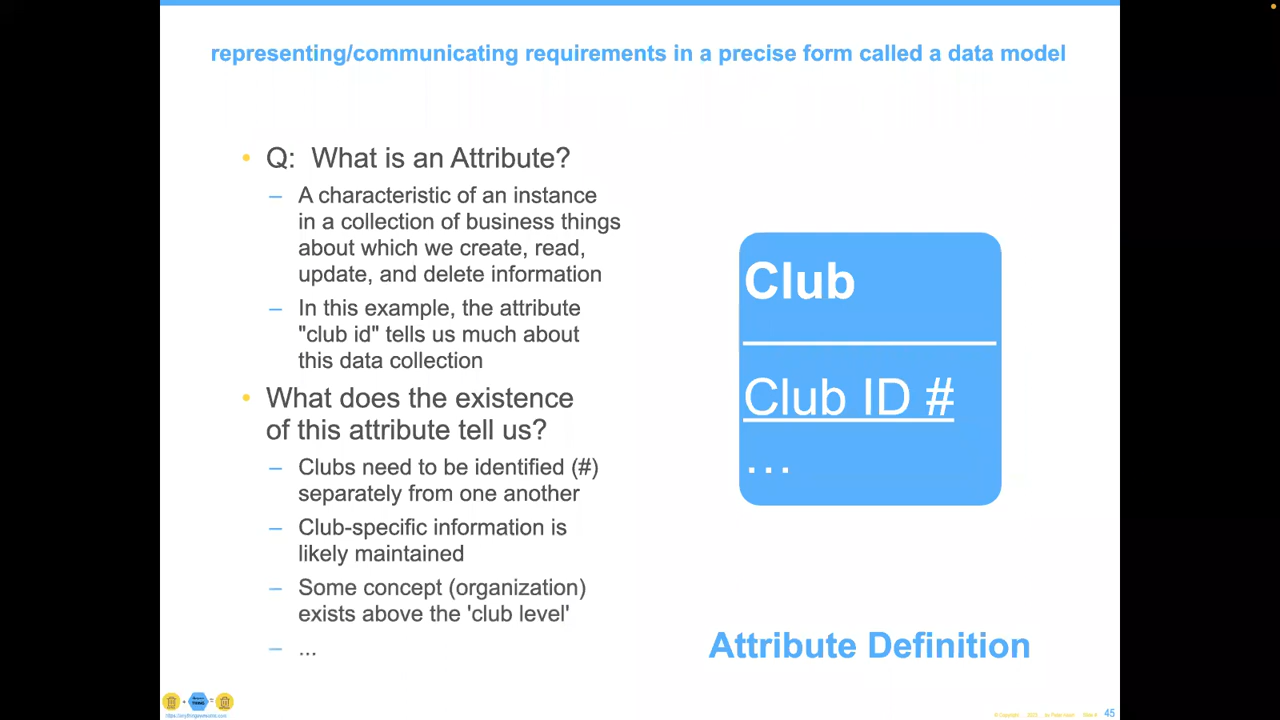 representing/communicating requirements in a precise form called a data model
• Q: What is an Attribute?
– A characteristic of an instance
in a collection of business things
about which we create, read,
update, and delete information
– In this example, the attribute
"club id" tells us much about
this data collection
• What does the existence
of this attribute tell us?
– Clubs need to be identified (#)
separately from one another
– Club-specific information is
likely maintained
– Some concept (organization)
exists above the 'club level'
– ...
Club
Club ID #
...
Attribute Definition
45